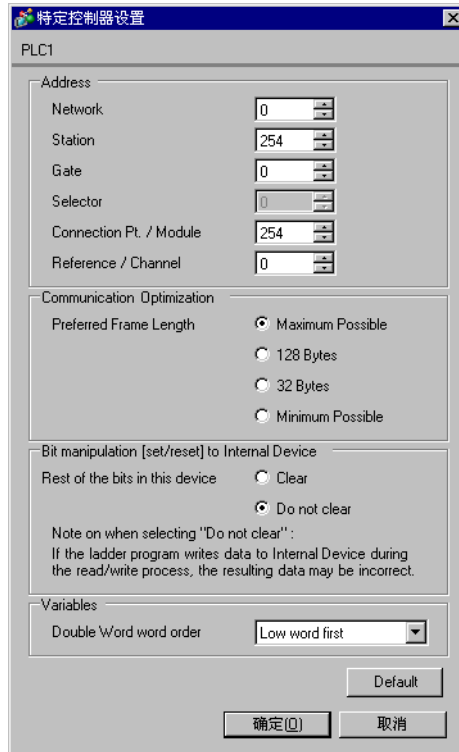 特定控制器设置
PLC1
Address
Network 0
Station 254
Gate 0
Selector 0
Connection Pt. / Module 254
Reference / Channel 0
Communication Optimization
Preferred Frame Length Maximum Possible
128 Bytes
32 Bytes
Minimum Possible
Bit manipulation [set/reset] to Internal Device
Rest of the bits in this device Clear
Do not clear
Note on when selecting "Do not clear" :
If the ladder program writes data to Internal Device during
the read/write process, the resulting data may be incorrect.
Variables
Double Word word order Low word first
Default
确定(O) 取消